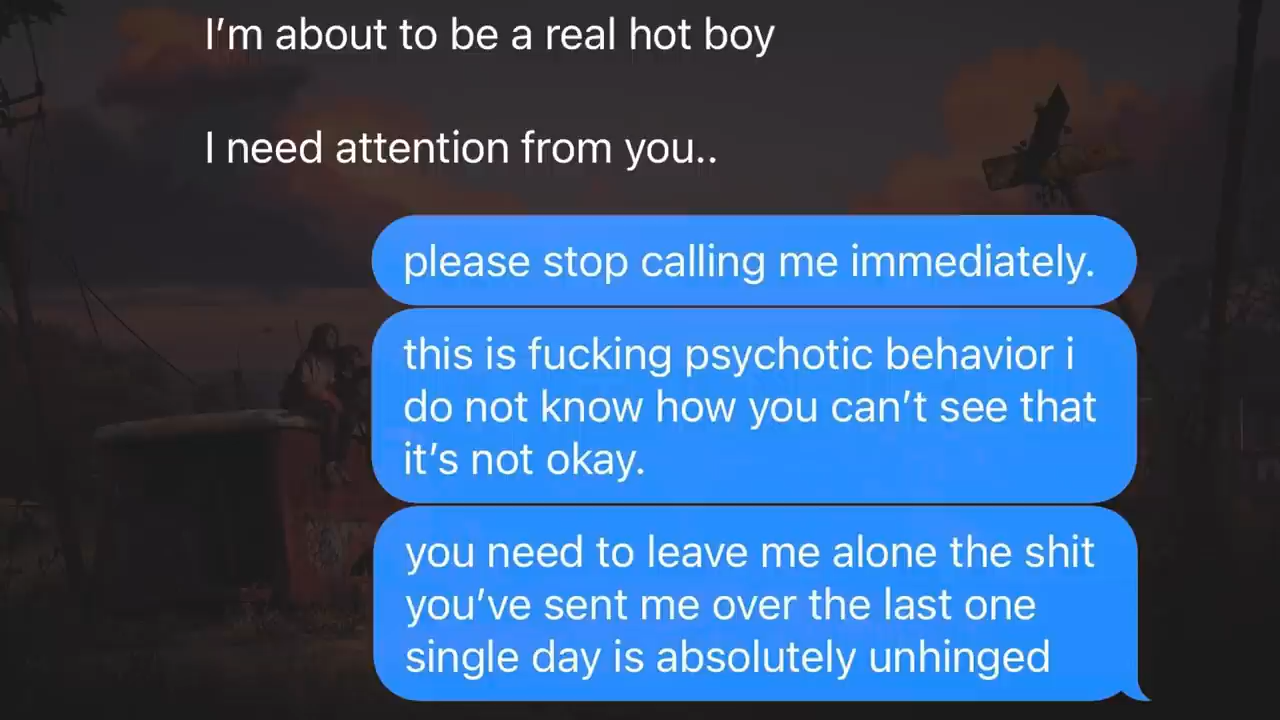 I'm about to be a real hot boy
I need attention from you..
please stop calling me immediately.
this is fucking psychotic behavior i
do not know how you can't see that
it's not okay.
you need to leave me alone the shit
you've sent me over the last one
single day is absolutely unhinged